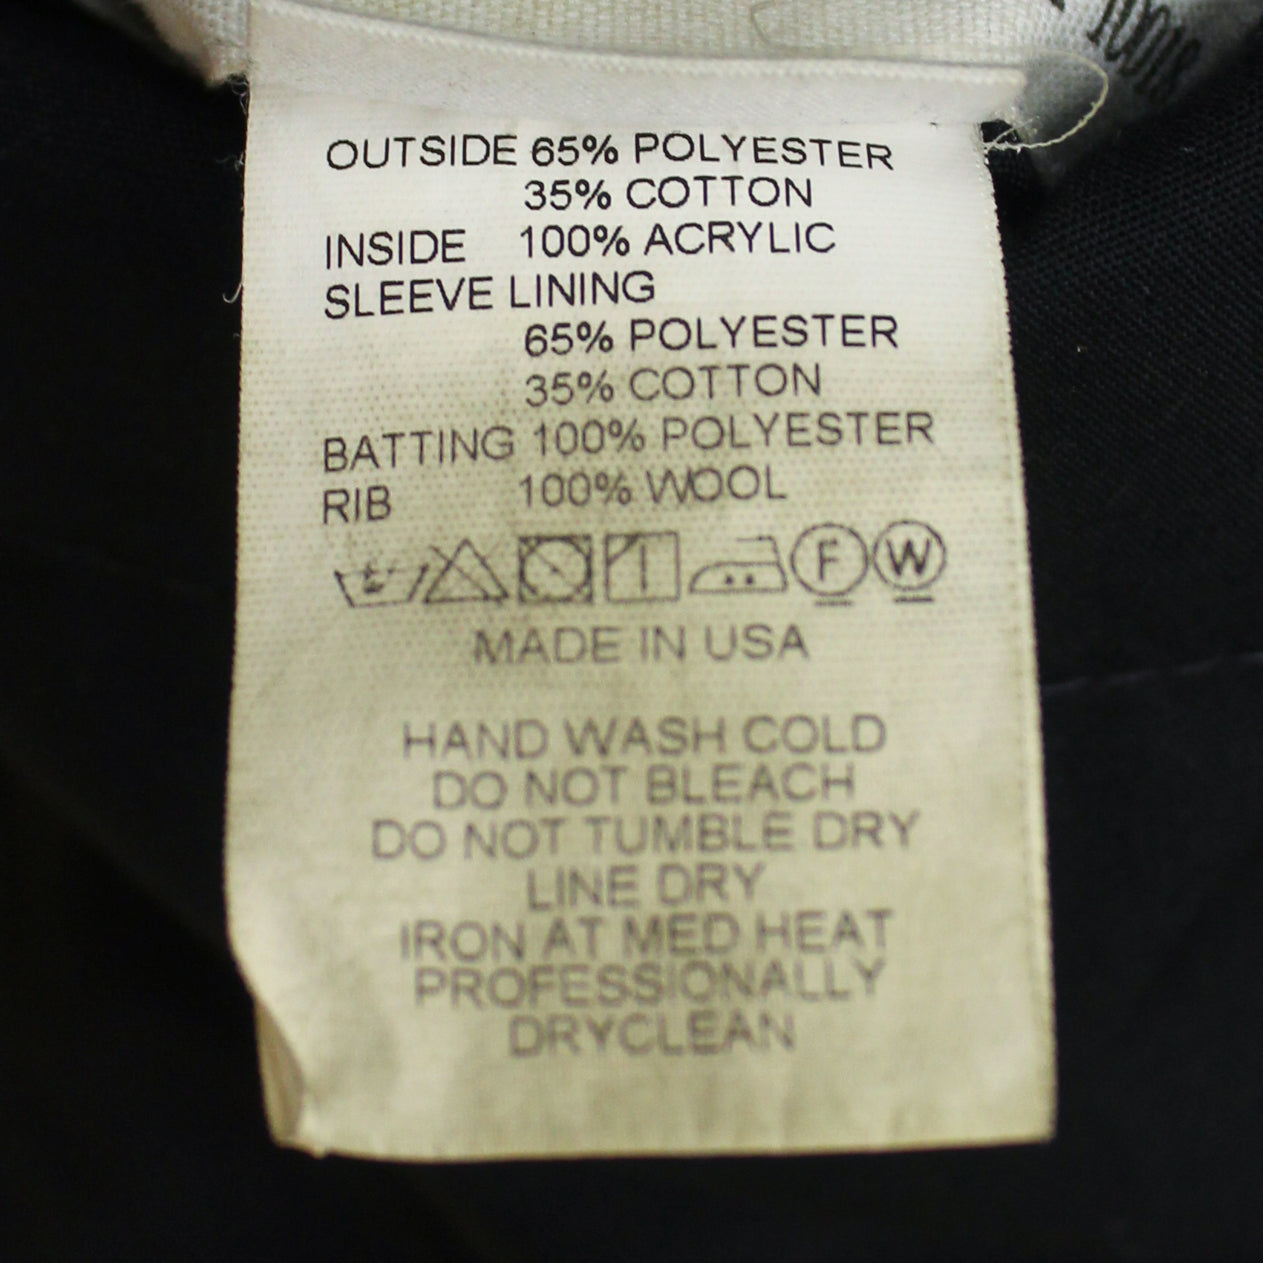 OUTSIDE 65% POLYESTER
35% COTTON
INSIDE 100% ACRYLIC
SLEEVE LINING
65% POLYESTER
35% COTTON
BATTING 100% POLYESTER
RIB 100% WOOL
F W
MADE IN USA
HAND WASH COLD
DO NOT BLEACH
DO NOT TUMBLE DRY
LINE DRY
IRON AT MED HEAT
PROFESSIONALLY
DRYCLEAN